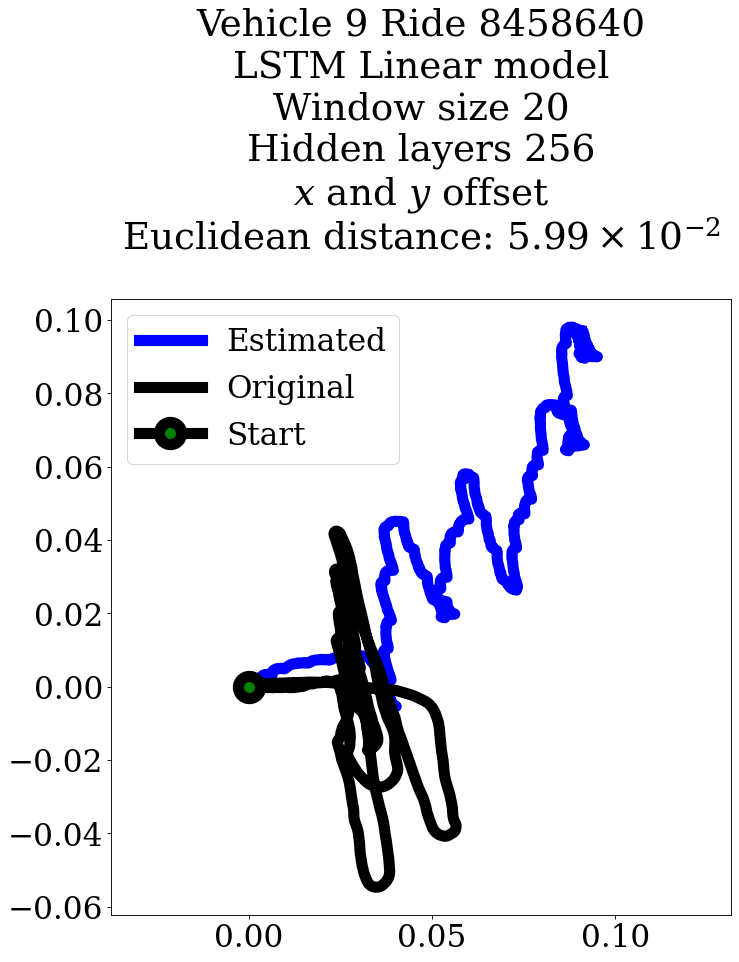 Vehicle 9 Ride 8458640
LSTM Linear model
Window size 20
Hidden layers 256
x and y offset
Euclidean distance: 5.99 × 10⁻²
Estimated
Original
Start
0.10
0.08
0.06
0.04
0.02
0.00
−0.02
−0.04
−0.06
0.00 0.05 0.10